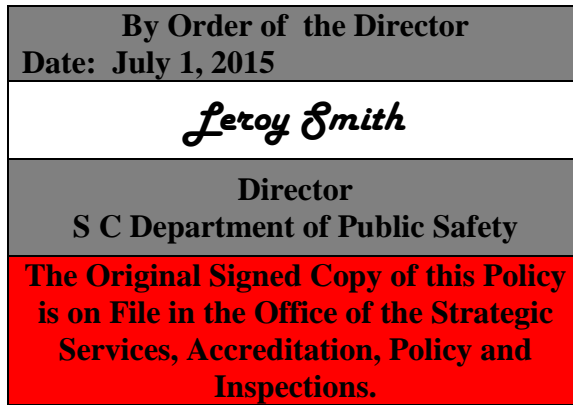 By Order of the Director
Date: July 1, 2015
Leroy Smith
Director
S C Department of Public Safety
The Original Signed Copy of this Policy
is on File in the Office of the Strategic
Services, Accreditation, Policy and
Inspections.